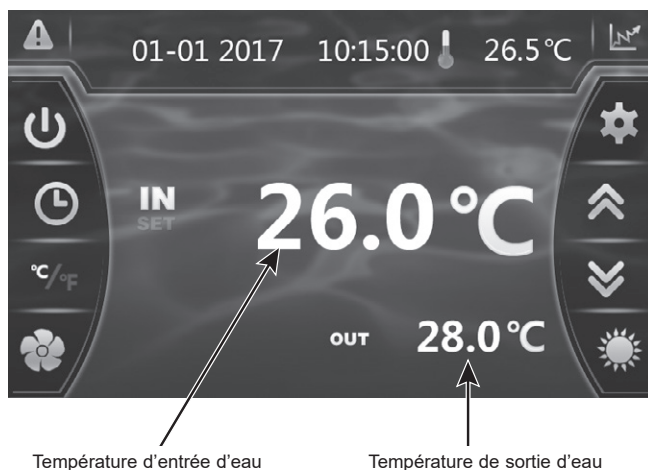 01-01 2017 10:15:00 26.5°C
IN
SET
26.0°C
°C/°F
OUT 28.0°C
Température d'entrée d'eau
Température de sortie d'eau